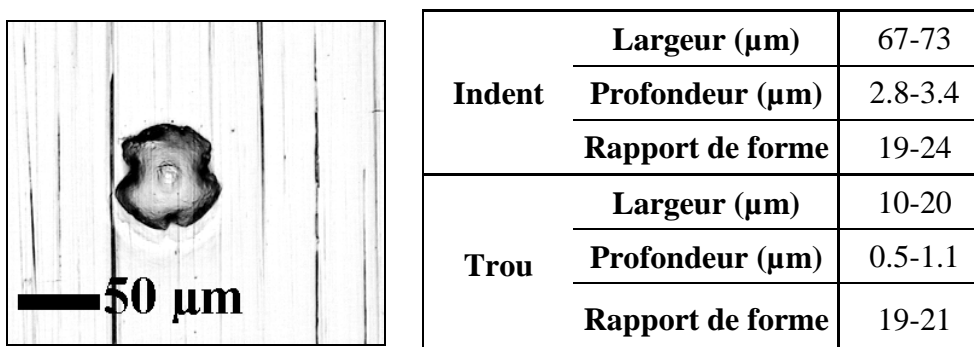 50 µm
Largeur (µm) 67-73
Indent Profondeur (µm) 2.8-3.4
Rapport de forme 19-24
Largeur (µm) 10-20
Trou Profondeur (µm) 0.5-1.1
Rapport de forme 19-21